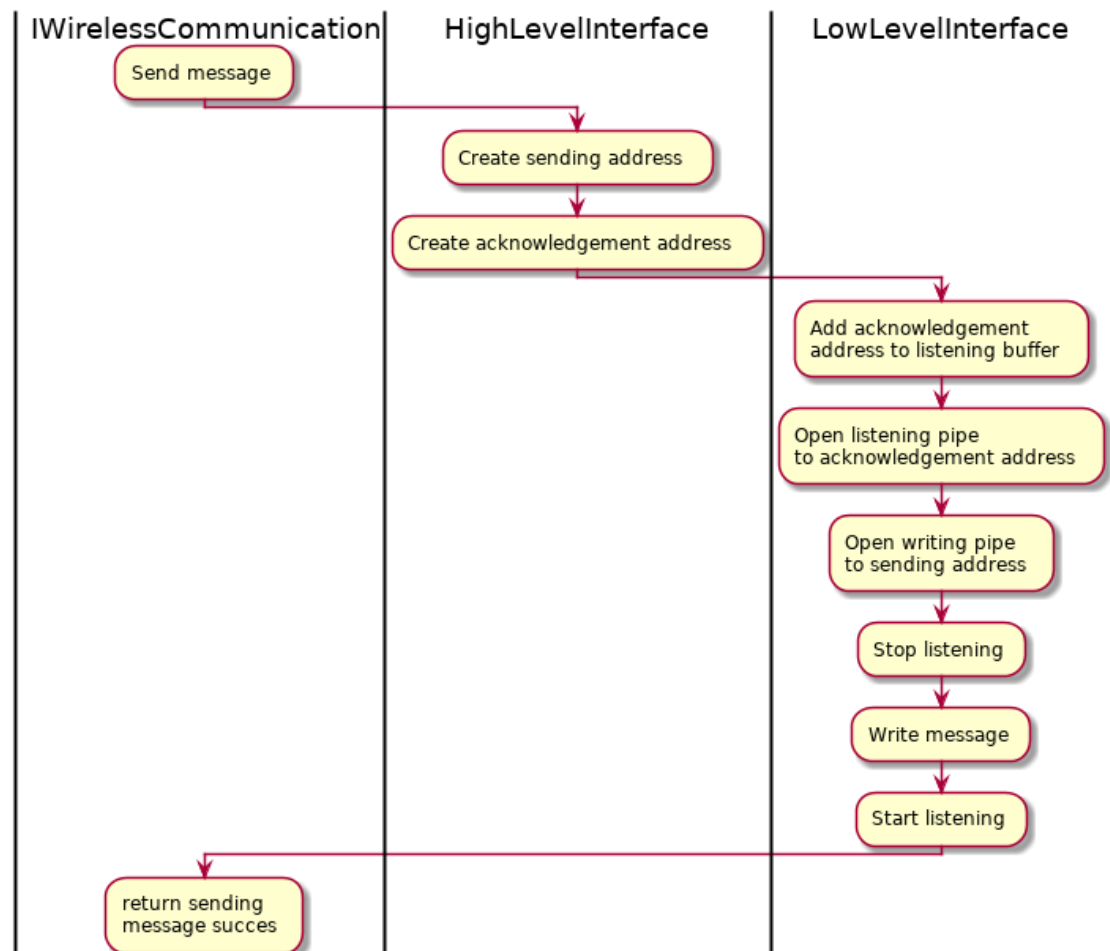 IWirelessCommunication
HighLevelInterface
LowLevelInterface
Send message
Create sending address
Create acknowledgement address
Add acknowledgement
address to listening buffer
Open listening pipe
to acknowledgement address
Open writing pipe
to sending address
Stop listening
Write message
Start listening
return sending
message succes